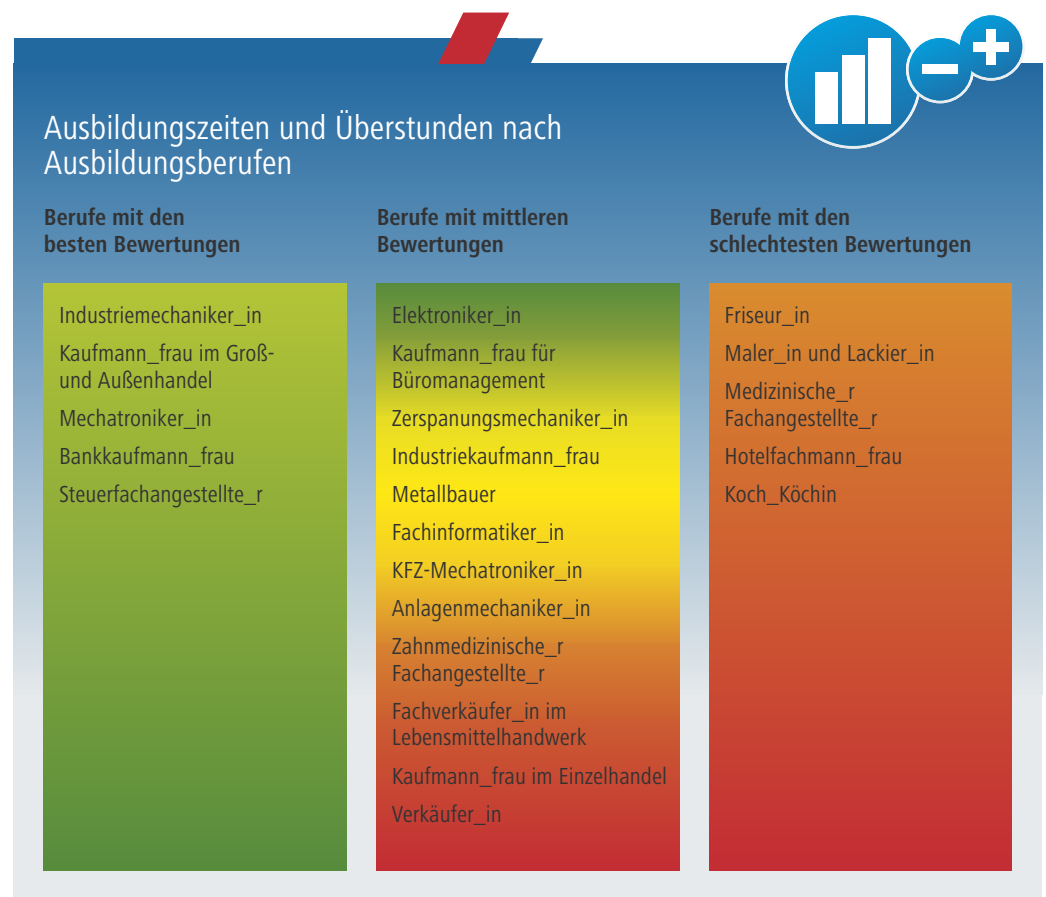 Ausbildungszeiten und Überstunden nach
Ausbildungsberufen
Berufe mit den
besten Bewertungen
Industriemechaniker_in
Kaufmann_frau im Groß-
und Außenhandel
Mechatroniker_in
Bankkaufmann_frau
Steuerfachangestellte_r
Berufe mit mittleren
Bewertungen
Elektroniker_in
Kaufmann_frau für
Büromanagement
Zerspanungsmechaniker_in
Industriekaufmann_frau
Metallbauer
Fachinformatiker_in
KFZ-Mechatroniker_in
Anlagenmechaniker_in
Zahnmedizinische_r
Fachangestellte_r
Fachverkäufer_in im
Lebensmittelhandwerk
Kaufmann_frau im Einzelhandel
Verkäufer_in
Berufe mit den
schlechtesten Bewertungen
Friseur_in
Maler_in und Lackier_in
Medizinische_r
Fachangestellte_r
Hotelfachmann_frau
Koch_Köchin